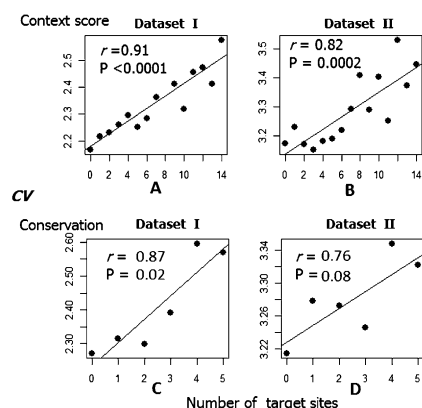 Context score
Dataset I
Dataset II
r=0.91
P <0.0001
2.2 2.3 2.4 2.5
0 2 4 6 8 10 14
A
r = 0.82
P = 0.0002
3.2 3.3 3.4 3.5
0 2 4 6 8 10 14
B
CV
Conservation
Dataset I
Dataset II
r = 0.87
P = 0.02
2.30 2.40 2.50 2.60
0 1 2 3 4 5
C
r = 0.76
P = 0.08
3.22 3.26 3.30 3.34
0 1 2 3 4 5
D
Number of target sites